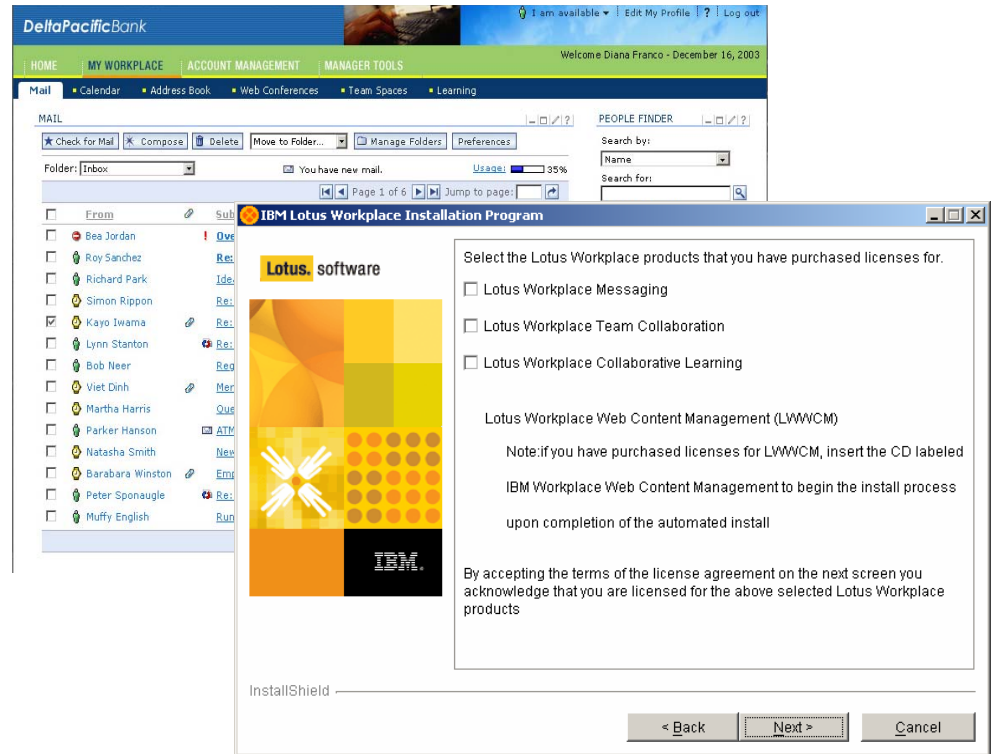 DeltaPacificBank
I am available Edit My Profile ? Log out
Welcome Diana Franco - December 16, 2003
HOME MY WORKPLACE ACCOUNT MANAGEMENT MANAGER TOOLS
Mail Calendar Address Book Web Conferences Team Spaces Learning
MAIL
Check for Mail Compose Delete Move to Folder... Manage Folders Preferences
Folder: Inbox You have new mail. Usage: 35%
Page 1 of 6 Jump to page:
PEOPLE FINDER
Search by:
Name
Search for:
From
Bea Jordan
Roy Sanchez Re:
Richard Park
Simon Rippon Re:
Kayo Iwama Re:
Lynn Stanton Re:
Bob Neer
Viet Dinh
Martha Harris
Parker Hanson ATM
Natasha Smith
Barabara Winston
Peter Sponaugle Re:
Muffy English
IBM Lotus Workplace Installation Program
Lotus. software
IBM.
Select the Lotus Workplace products that you have purchased licenses for.
Lotus Workplace Messaging
Lotus Workplace Team Collaboration
Lotus Workplace Collaborative Learning
Lotus Workplace Web Content Management (LWWCM)
Note:if you have purchased licenses for LWWCM, insert the CD labeled
IBM Workplace Web Content Management to begin the install process
upon completion of the automated install
By accepting the terms of the license agreement on the next screen you
acknowledge that you are licensed for the above selected Lotus Workplace
products
InstallShield
< Back Next > Cancel